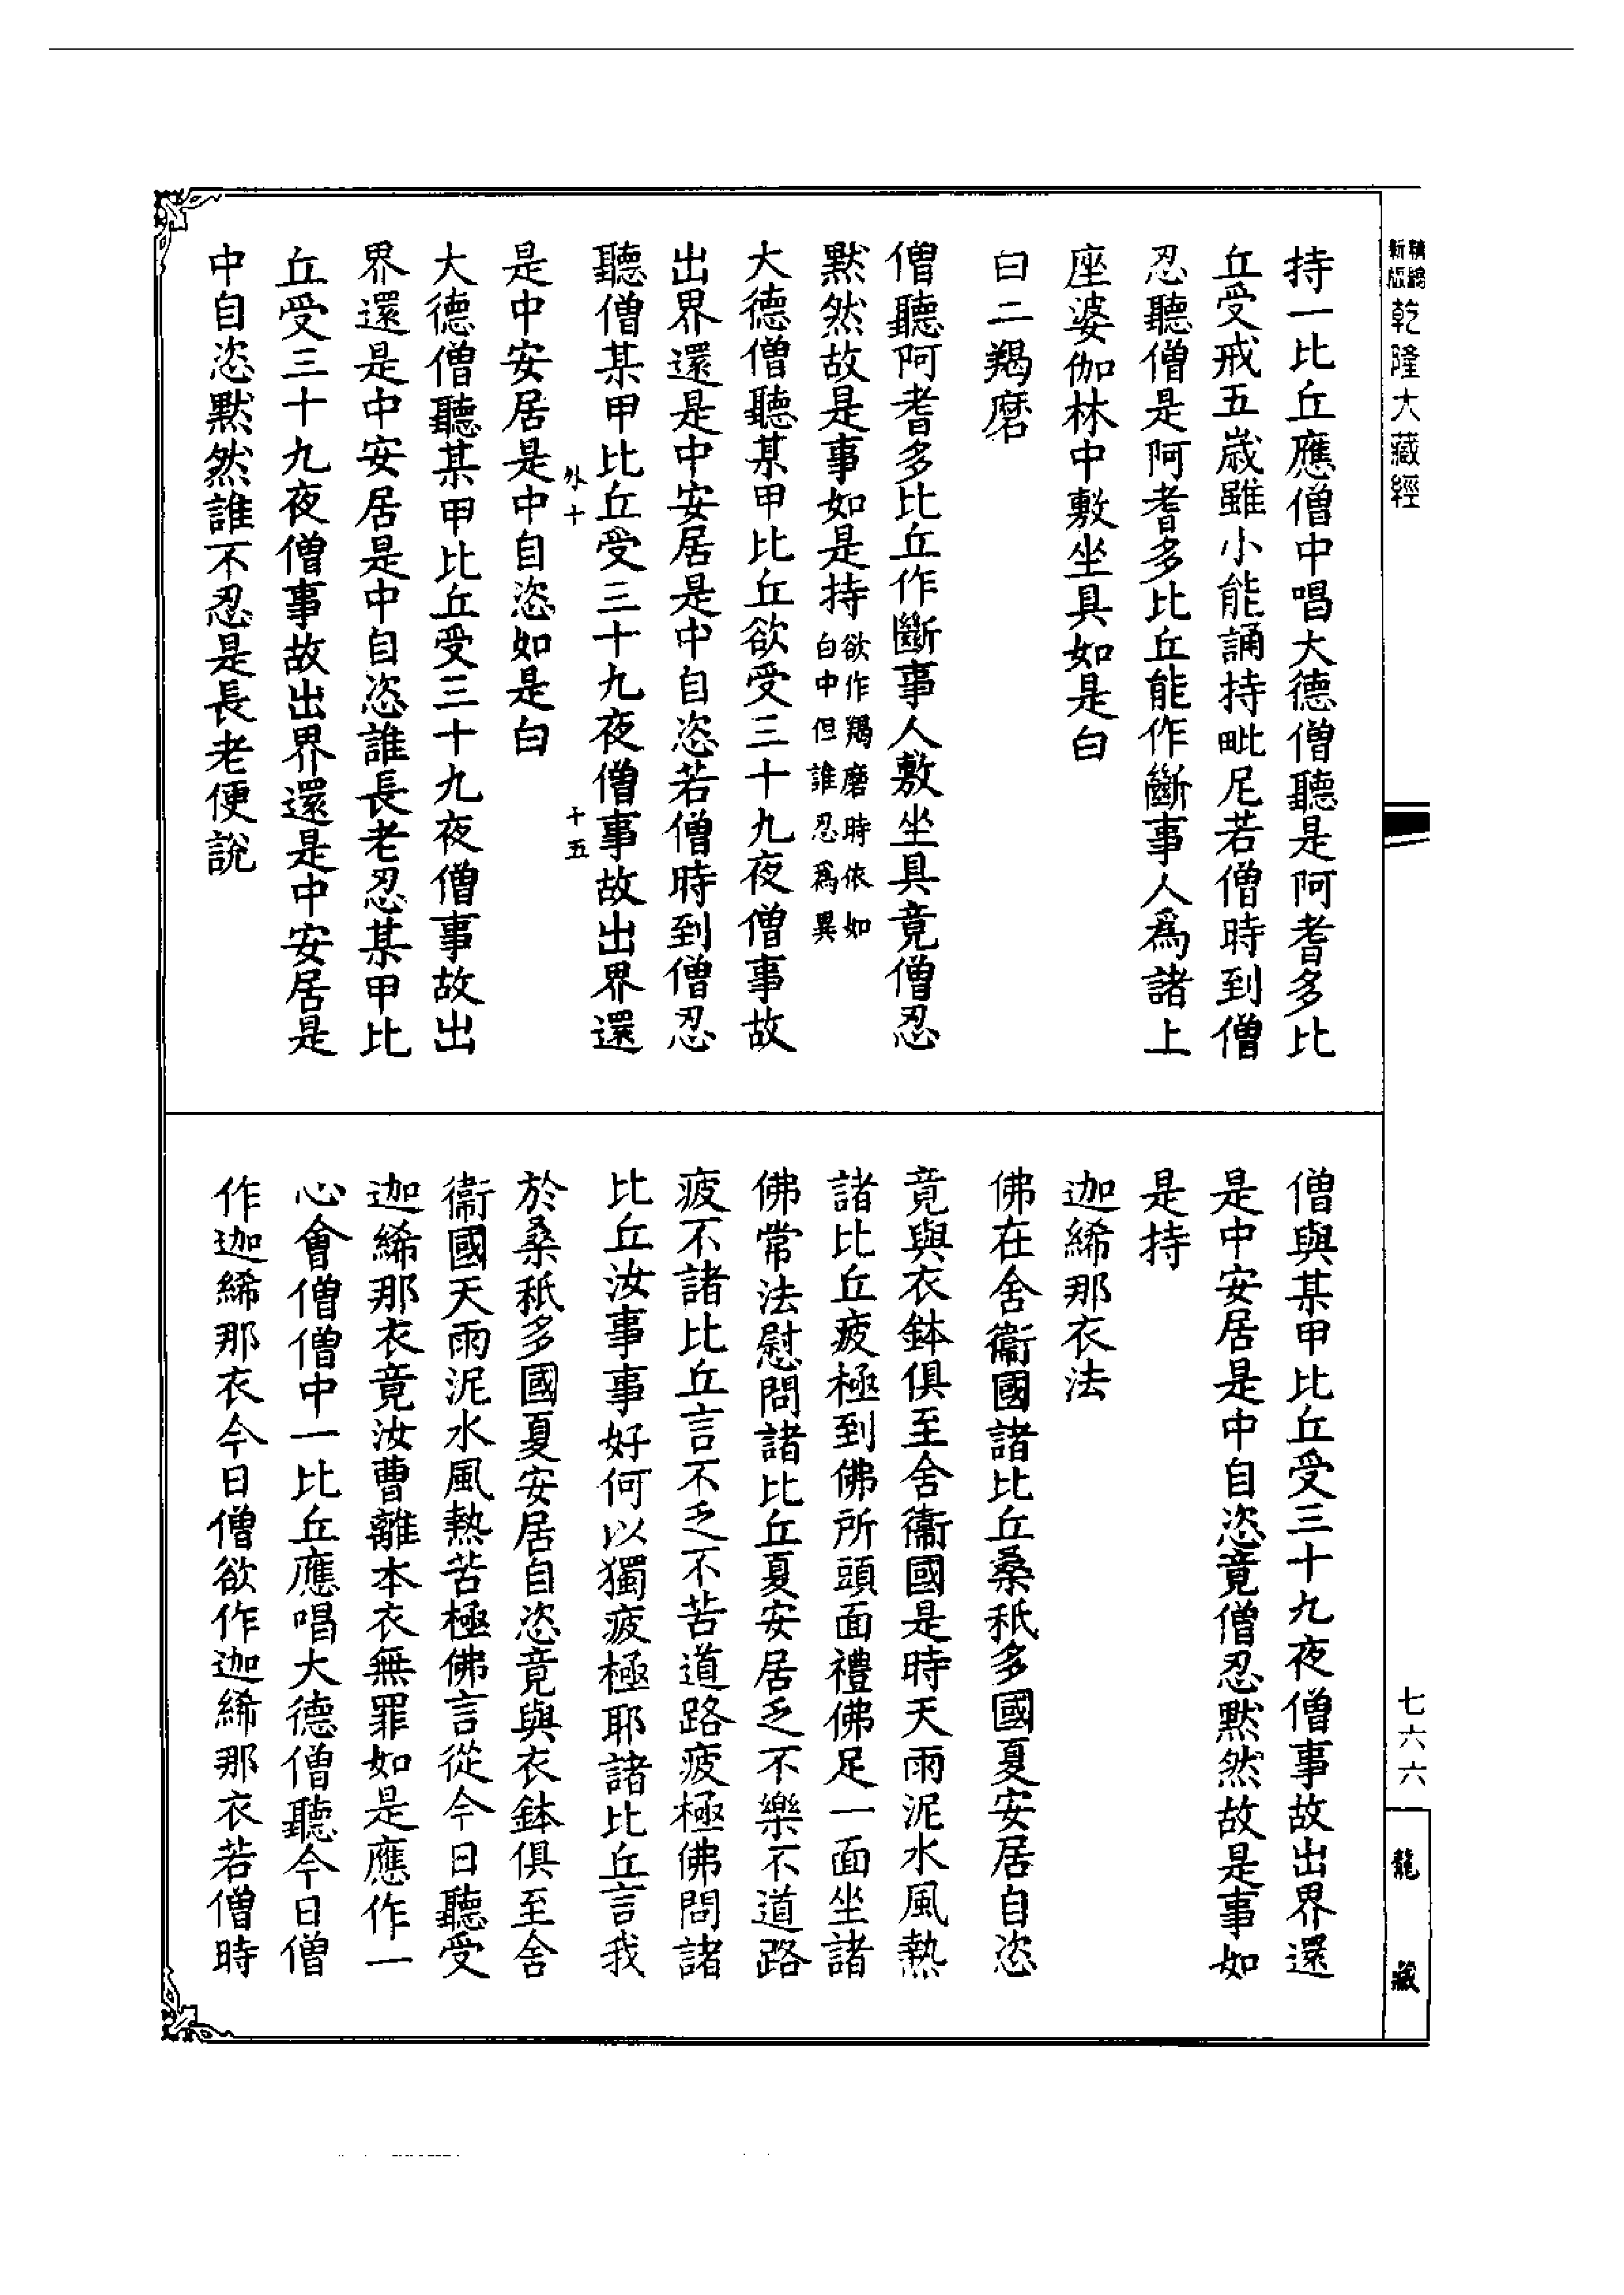 精縮新版乾隆大藏經
持一比丘應僧中唱大德僧聽是阿耆多比
丘受戒五歲雖小能誦持毗尼若僧時到僧
忍聽僧是阿耆多比丘能作斷事人爲諸上
座婆伽林中敷坐具如是白
白二羯磨
僧聽阿耆多比丘作斷事人敷坐具竟僧忍
默然故是事如是持欲作羯磨時依如白中但誰忍爲異
大德僧聽某甲比丘欲受三十九夜僧事故
出界還是中安居是中自恣若僧時到僧忍
聽僧某甲比丘受三十九夜僧事故出界還
外十 十五
是中安居是中自恣如是白
大德僧聽某甲比丘受三十九夜僧事故出
界還是中安居是中自恣誰長老忍某甲比
丘受三十九夜僧事故出界還是中安居是
中自恣默然誰不忍是長老便說
僧與某甲比丘受三十九夜僧事故出界還
是中安居是中自恣竟僧忍默然故是事如
是持
迦絺那衣法
佛在舍衛國諸比丘桑秖多國夏安居自恣
竟與衣鉢俱至舍衛國是時天雨泥水風熱
諸比丘疲極到佛所頭面禮佛足一面坐諸
佛常法慰問諸比丘夏安居乏不樂不道路
疲不諸比丘言不乏不苦道路疲極佛問諸
比丘汝事事好何以獨疲極耶諸比丘言我
於桑秖多國夏安居自恣竟與衣鉢俱至舍
衛國天雨泥水風熱苦極佛言從今日聽受
迦絺那衣竟汝曹離本衣無罪如是應作一
心會僧僧中一比丘應唱大德僧聽今日僧
作迦絺那衣今日僧欲作迦絺那衣若僧時
七六六
龍藏